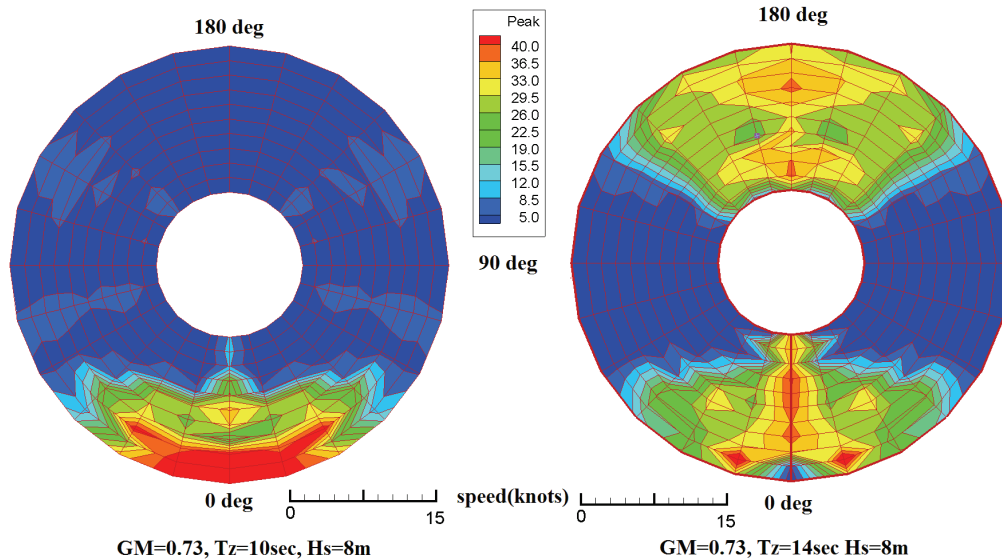 180 deg
Peak
40.0
36.5
33.0
29.5
26.0
22.5
19.0
15.5
12.0
8.5
5.0
180 deg
90 deg
0 deg
0
15
speed(knots)
0
15
0 deg
GM=0.73, Tz=10sec, Hs=8m
GM=0.73, Tz=14sec Hs=8m